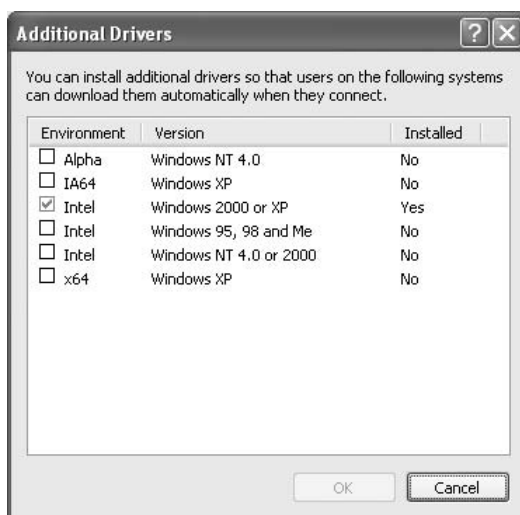 Additional Drivers
You can install additional drivers so that users on the following systems
can download them automatically when they connect.
Environment Version Installed
Alpha Windows NT 4.0 No
IA64 Windows XP No
Intel Windows 2000 or XP Yes
Intel Windows 95, 98 and Me No
Intel Windows NT 4.0 or 2000 No
x64 Windows XP No
OK Cancel